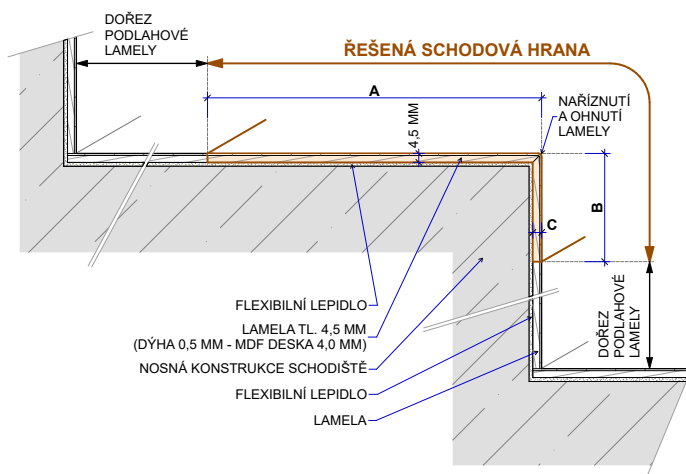 DOŘEZ
PODLAHOVÉ
LAMELY
ŘEŠENÁ SCHODOVÁ HRANA
A
4,5 MM
NAŘÍZNUTÍ
A OHNUTÍ
LAMELY
B
C
DOŘEZ
PODLAHOVÉ
LAMELY
FLEXIBILNÍ LEPIDLO
LAMELA TL. 4,5 MM
(DÝHA 0,5 MM - MDF DESKA 4,0 MM)
NOSNÁ KONSTRUKCE SCHODIŠTĚ
FLEXIBILNÍ LEPIDLO
LAMELA